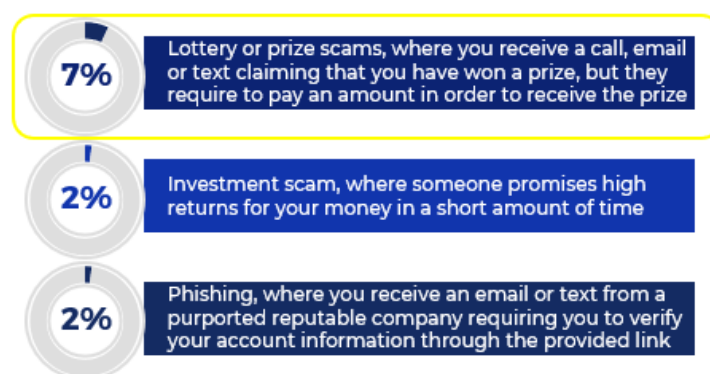 7%
Lottery or prize scams, where you receive a call, email
or text claiming that you have won a prize, but they
require to pay an amount in order to receive the prize
2%
Investment scam, where someone promises high
returns for your money in a short amount of time
2%
Phishing, where you receive an email or text from a
purported reputable company requiring you to verify
your account information through the provided link